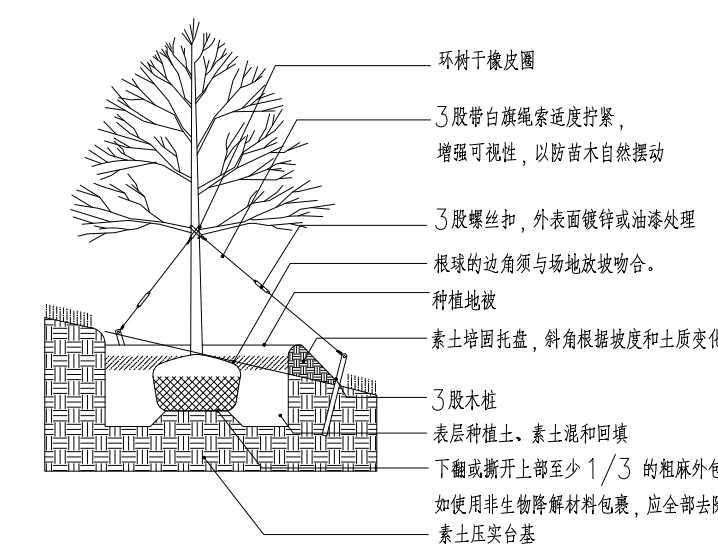 环树干橡皮圈
3股带白旗绳索适度拧紧，
增强可视性，以防苗木自然摆动
3股螺丝扣，外表面镀锌或油漆处理
根球的边角须与场地放坡吻合。
种植地被
素土培固托盘，斜角根据坡度和土质变化
3股木桩
表层种植土、素土混和回填
下翻或撕开上部至少1/3 的粗麻外包
如使用非生物降解材料包裹，应全部去除
素土压实台基